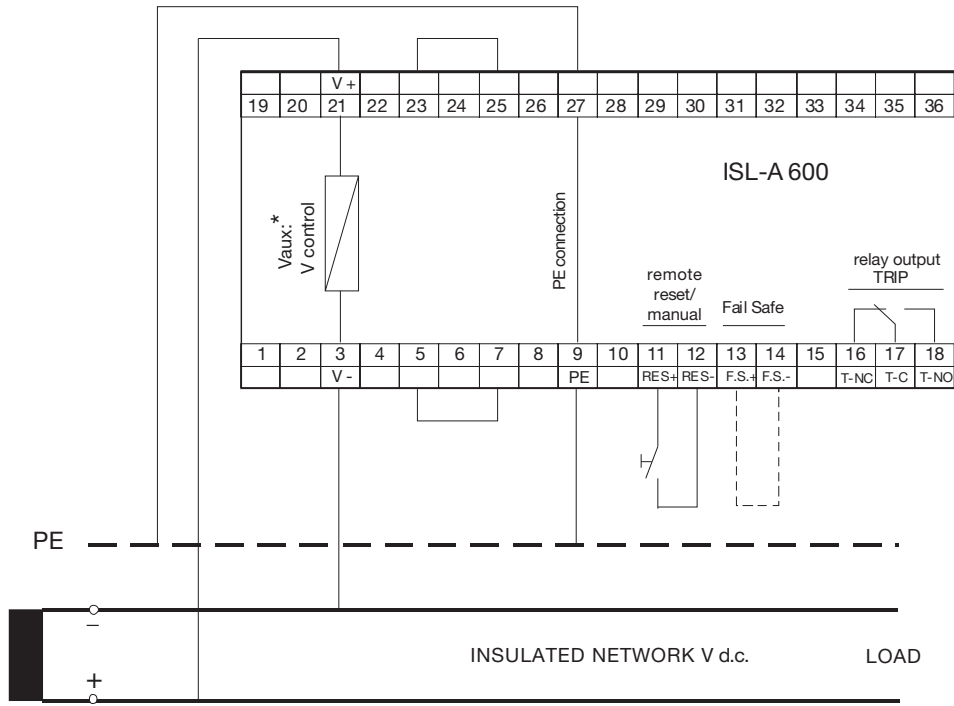 V +
19 20 21 22 23 24 25 26 27 28 29 30 31 32 33 34 35 36
ISL-A 600
Vaux:*
V control
PE connection
remote
reset/
manual
Fail Safe
relay output
TRIP
1 2 3 4 5 6 7 8 9 10 11 12 13 14 15 16 17 18
V - PE RES+ RES- F.S.+ F.S.- T-NC T-C T-NO
PE
−
INSULATED NETWORK V d.c. LOAD
+